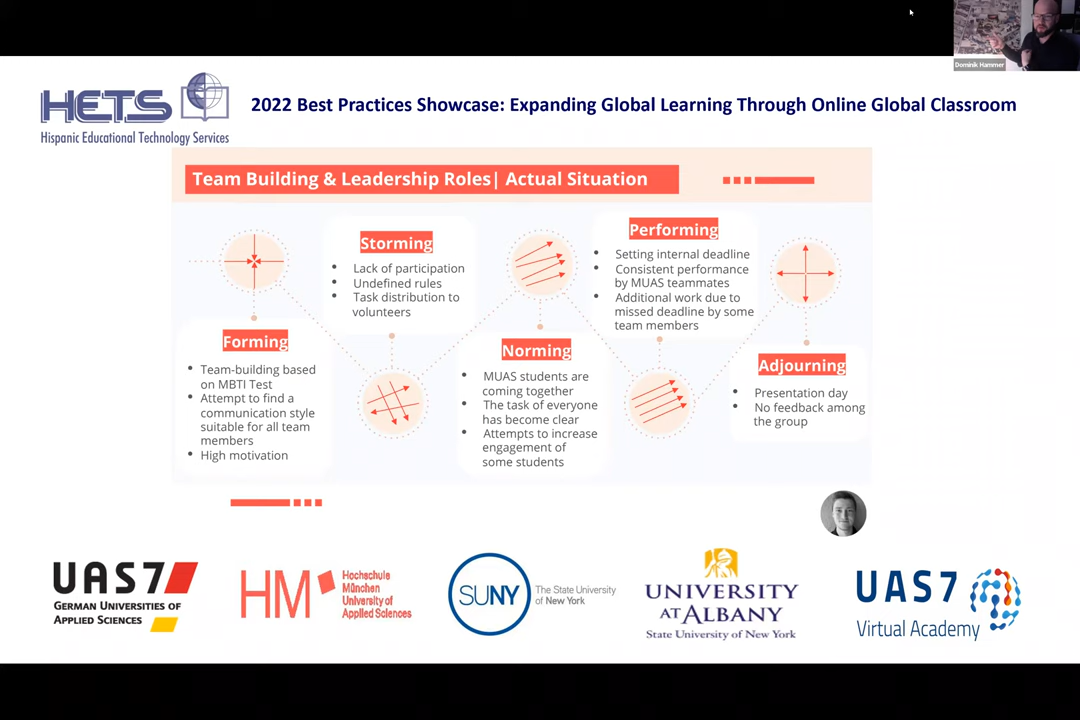 Dominik Hammer
HETS
Hispanic Educational Technology Services
2022 Best Practices Showcase: Expanding Global Learning Through Online Global Classroom
Team Building & Leadership Roles| Actual Situation
Forming
Team-building based
on MBTI Test
Attempt to find a
communication style
suitable for all team
members
High motivation
Storming
Lack of participation
Undefined rules
Task distribution to
volunteers
Norming
MUAS students are
coming together
The task of everyone
has become clear
Attempts to increase
engagement of
some students
Performing
Setting internal deadline
Consistent performance
by MUAS teammates
Additional work due to
missed deadline by some
team members
Adjourning
Presentation day
No feedback among
the group
UAS7
GERMAN UNIVERSITIES OF
APPLIED SCIENCES
HM
Hochschule
München
University of
Applied Sciences
SUNY
The State University
of New York
UNIVERSITY
AT ALBANY
State University of New York
UAS7
Virtual Academy